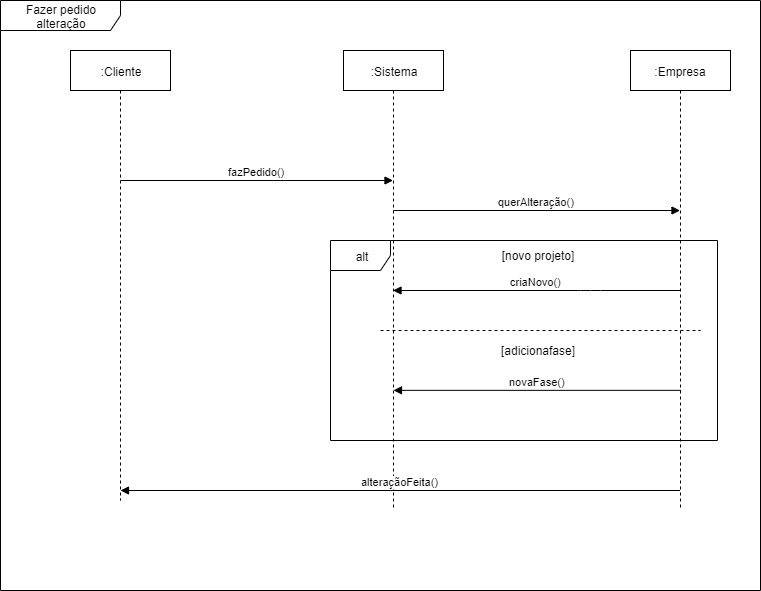 Fazer pedido
alteração
:Cliente
:Sistema
:Empresa
fazPedido()
querAlteração()
alt
[novo projeto]
criaNovo()
[adicionafase]
novaFase()
alteraçãoFeita()